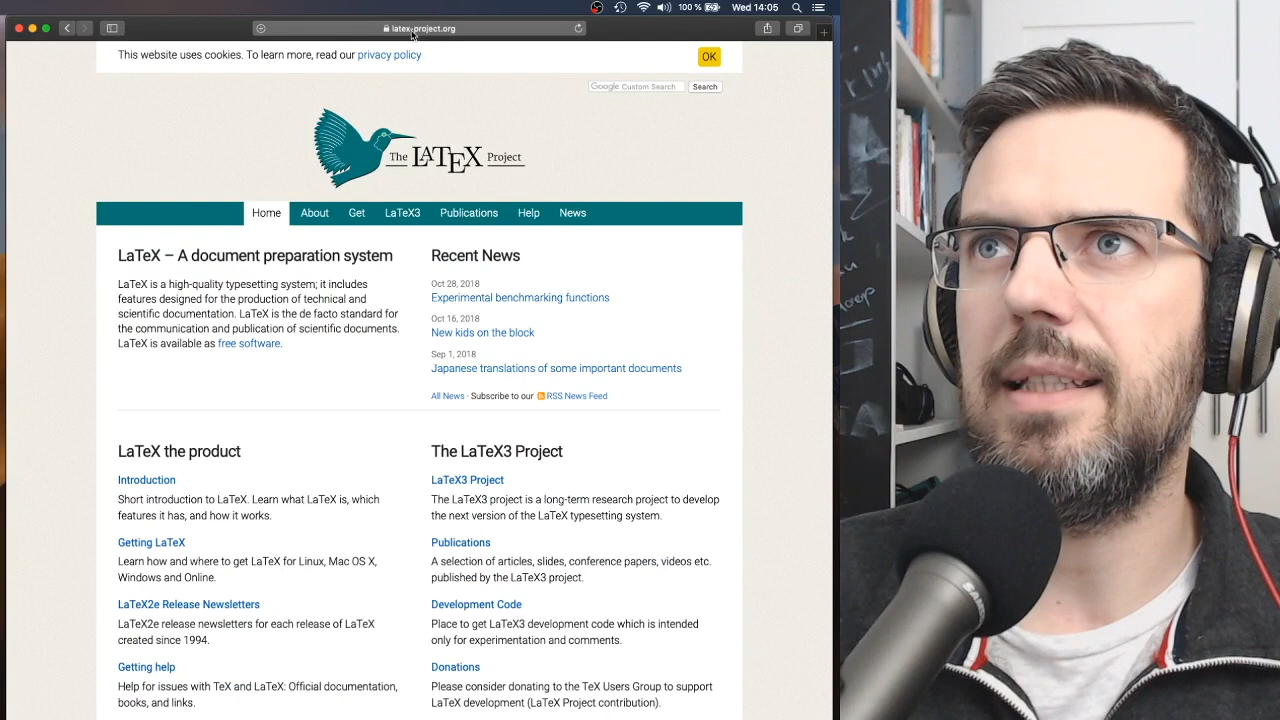 100 % Wed 14:05
latex-project.org
This website uses cookies. To learn more, read our privacy policy
OK
Google Custom Search Search
The LATEX Project
Home About Get LaTeX3 Publications Help News
LaTeX – A document preparation system
LaTeX is a high-quality typesetting system; it includes
features designed for the production of technical and
scientific documentation. LaTeX is the de facto standard for
the communication and publication of scientific documents.
LaTeX is available as free software.
Recent News
Oct 28, 2018
Experimental benchmarking functions
Oct 16, 2018
New kids on the block
Sep 1, 2018
Japanese translations of some important documents
All News · Subscribe to our RSS News Feed
LaTeX the product
Introduction
Short introduction to LaTeX. Learn what LaTeX is, which
features it has, and how it works.
Getting LaTeX
Learn how and where to get LaTeX for Linux, Mac OS X,
Windows and Online.
LaTeX2e Release Newsletters
LaTeX2e release newsletters for each release of LaTeX
created since 1994.
Getting help
Help for issues with TeX and LaTeX: Official documentation,
books, and links.
The LaTeX3 Project
LaTeX3 Project
The LaTeX3 project is a long-term research project to develop
the next version of the LaTeX typesetting system.
Publications
A selection of articles, slides, conference papers, videos etc.
published by the LaTeX3 project.
Development Code
Place to get LaTeX3 development code which is intended
only for experimentation and comments.
Donations
Please consider donating to the TeX Users Group to support
LaTeX development (LaTeX Project contribution).